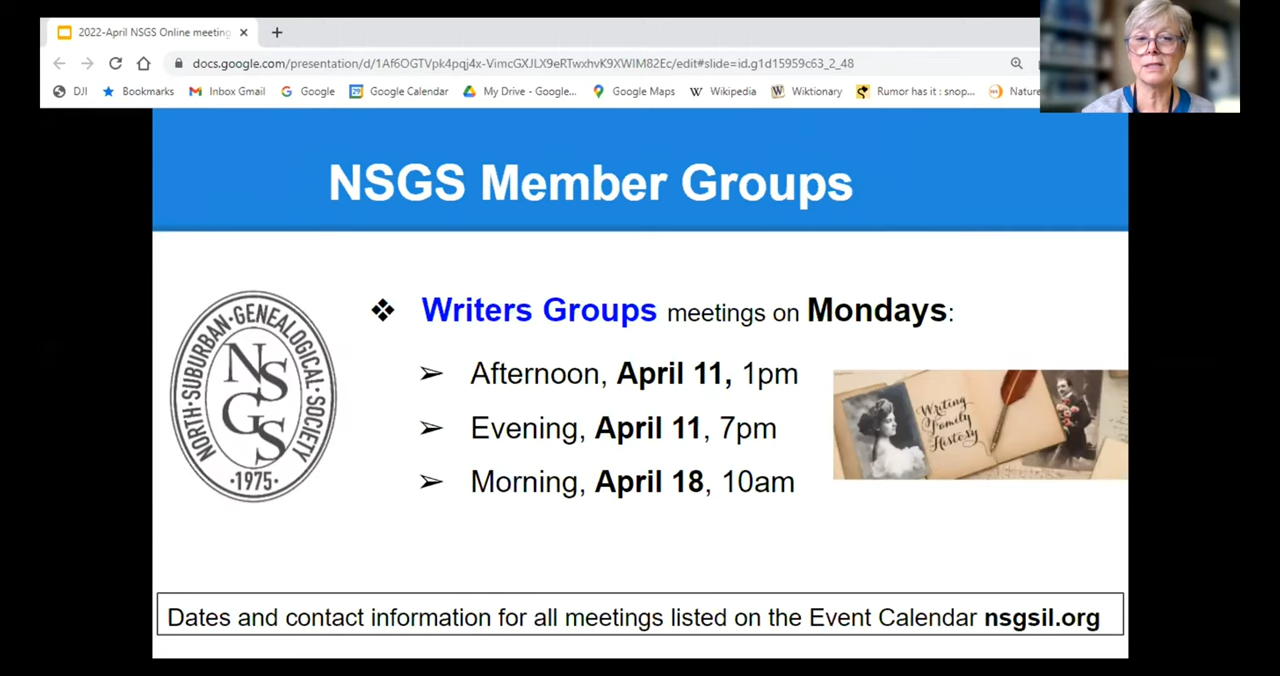 2022-April NSGS Online meeting
docs.google.com/presentation/d/1Af6OGTVpk4pqj4x-VimcGXJLX9eRTwxhvK9XWIM82Ec/edit#slide=id.g1d15959c63_2_48
DJI Bookmarks Inbox Gmail Google Google Calendar My Drive - Google... Google Maps Wikipedia Wiktionary Rumor has it : snop... Nature
NSGS Member Groups
NORTH·SUBURBAN·GENEALOGICAL·SOCIETY
NSGS
·1975·
❖ Writers Groups meetings on Mondays:
➢ Afternoon, April 11, 1pm
➢ Evening, April 11, 7pm
➢ Morning, April 18, 10am
Writing
Family
History
Dates and contact information for all meetings listed on the Event Calendar nsgsil.org